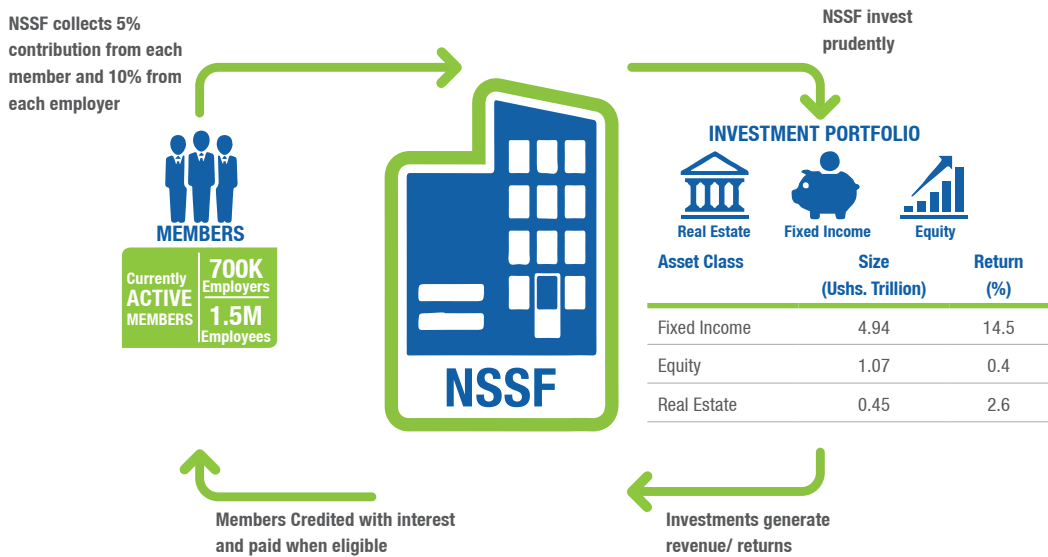 NSSF collects 5%
contribution from each
member and 10% from
each employer
NSSF invest
prudently
MEMBERS
Currently
ACTIVE
MEMBERS
700K
Employers
1.5M
Employees
NSSF
INVESTMENT PORTFOLIO
Real Estate Fixed Income Equity
Asset Class Size Return
(Ushs. Trillion) (%)
Fixed Income 4.94 14.5
Equity 1.07 0.4
Real Estate 0.45 2.6
Members Credited with interest
and paid when eligible
Investments generate
revenue/ returns